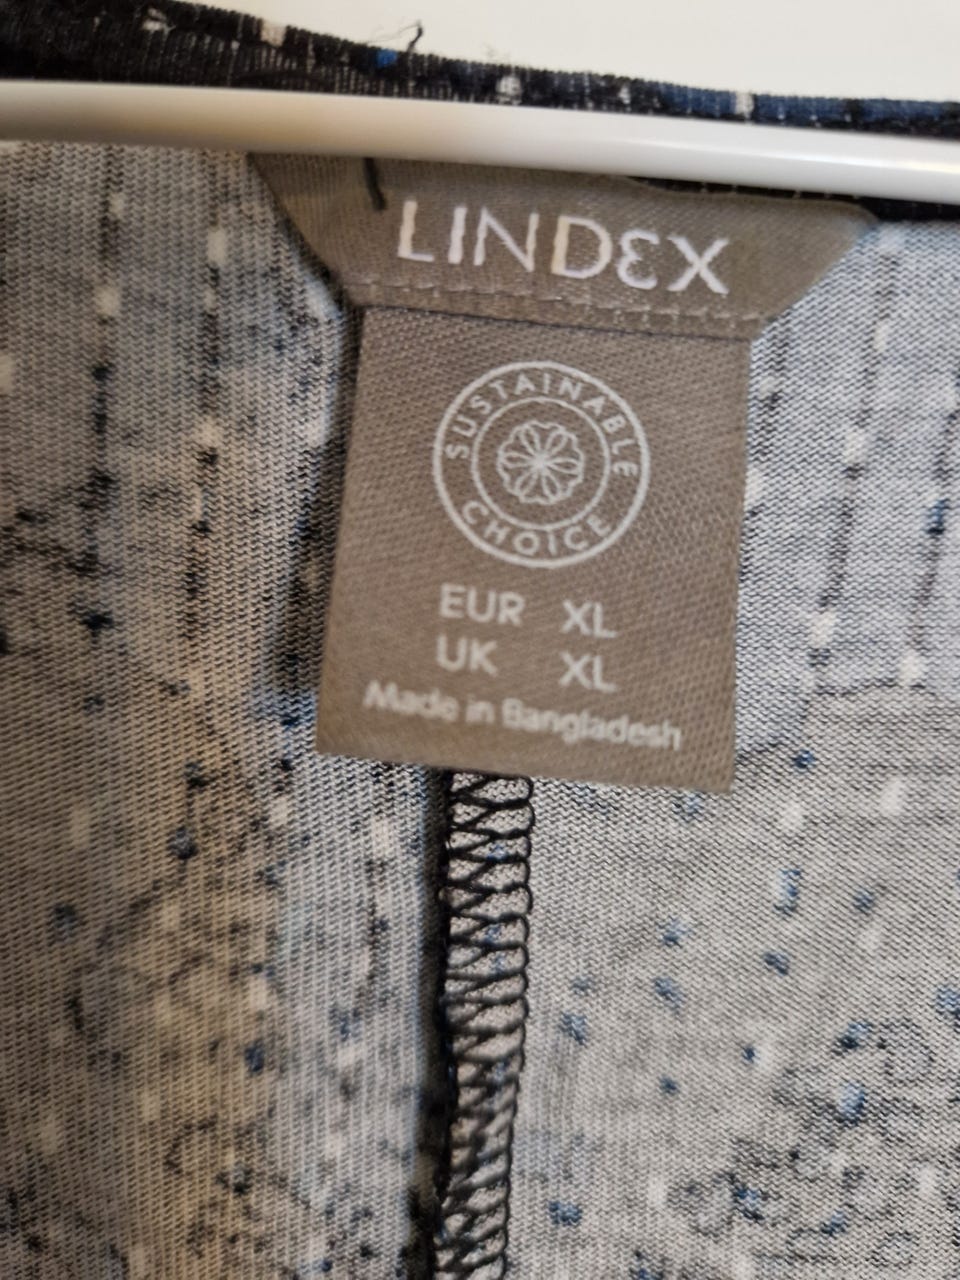 LINDEX
SUSTAINABLE
CHOICE
EUR XL
UK XL
Made in Bangladesh